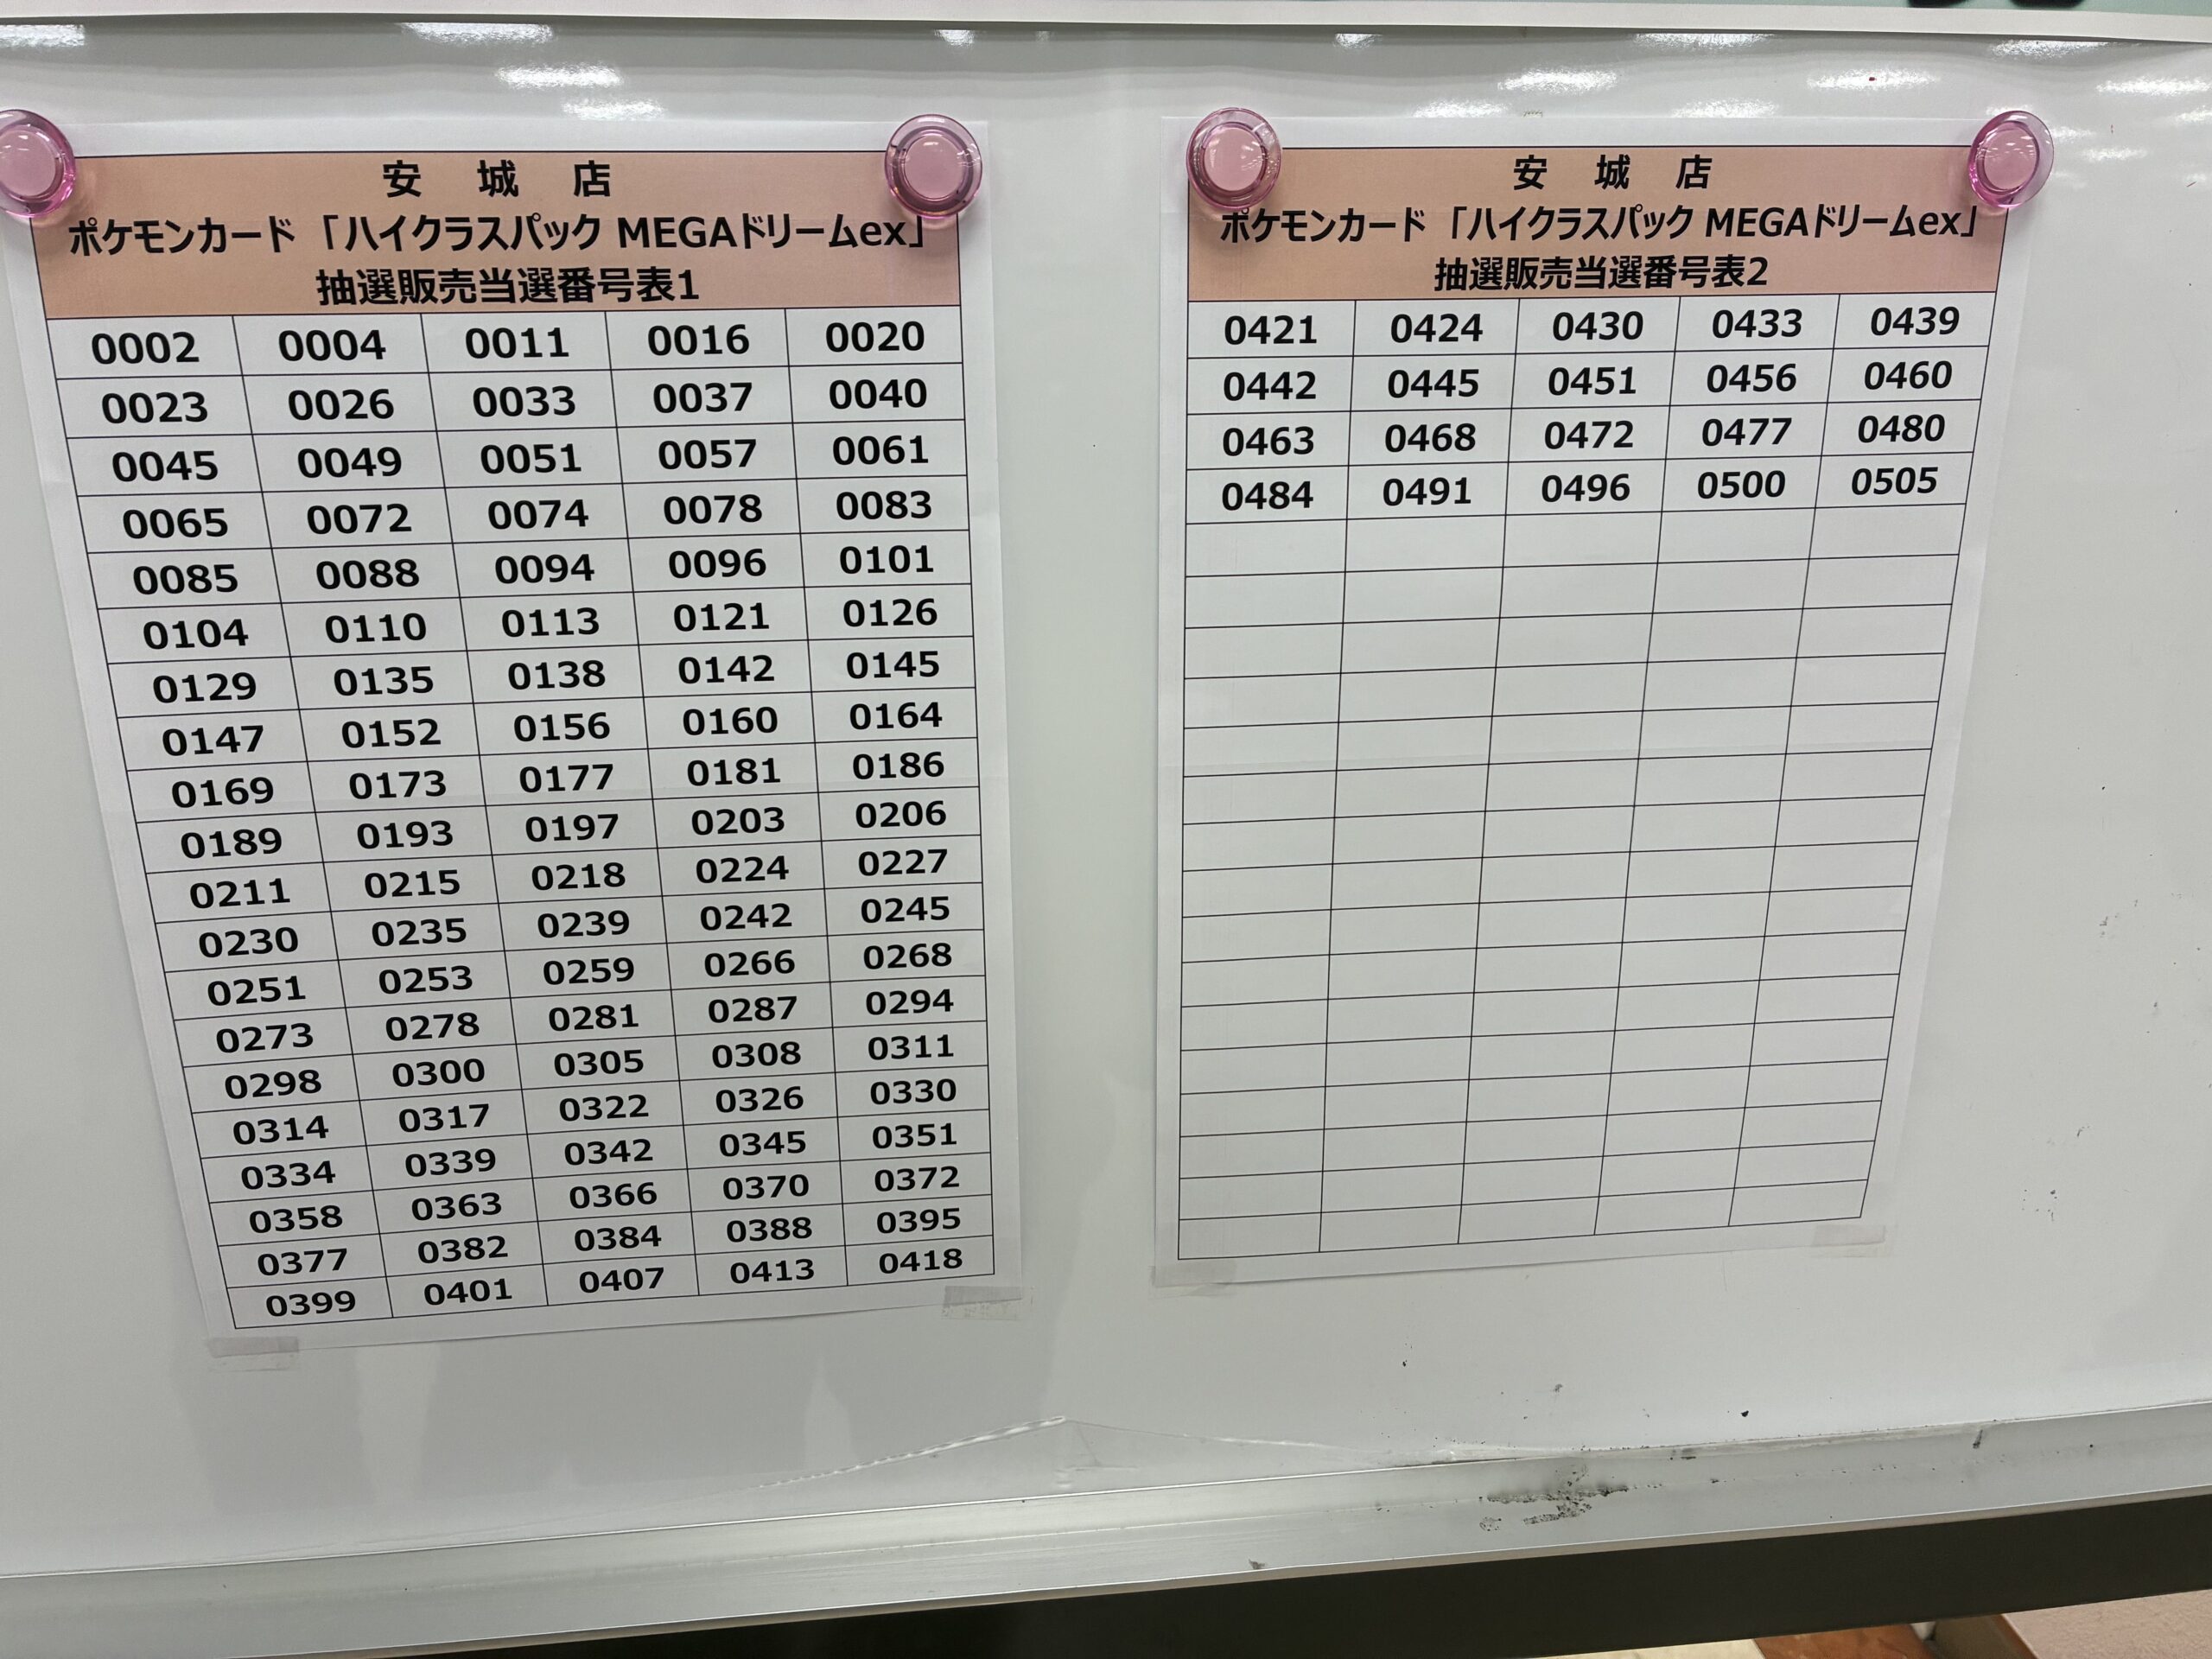 安 城 店
ポケモンカード「ハイクラスパック MEGAドリームex」
抽選販売当選番号表1
0002 0004 0011 0016 0020
0023 0026 0033 0037 0040
0045 0049 0051 0057 0061
0065 0072 0074 0078 0083
0085 0088 0094 0096 0101
0104 0110 0113 0121 0126
0129 0135 0138 0142 0145
0147 0152 0156 0160 0164
0169 0173 0177 0181 0186
0189 0193 0197 0203 0206
0211 0215 0218 0224 0227
0230 0235 0239 0242 0245
0251 0253 0259 0266 0268
0273 0278 0281 0287 0294
0298 0300 0305 0308 0311
0314 0317 0322 0326 0330
0334 0339 0342 0345 0351
0358 0363 0366 0370 0372
0377 0382 0384 0388 0395
0399 0401 0407 0413 0418
安 城 店
ポケモンカード「ハイクラスパック MEGAドリームex」
抽選販売当選番号表2
0421 0424 0430 0433 0439
0442 0445 0451 0456 0460
0463 0468 0472 0477 0480
0484 0491 0496 0500 0505